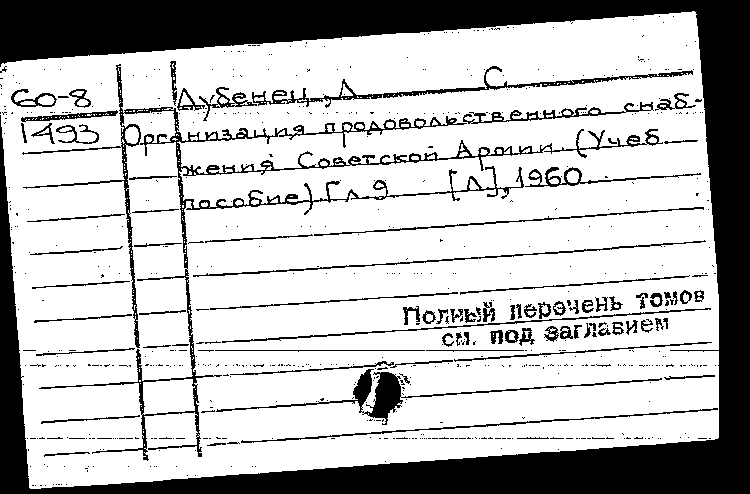 60-8 Дубенец, Л С.
1493 Организация продовольственного снаб-
жения Советской Армии. (Учеб.
пособие) Гл. 9 [Л], 1960.
Полный перечень томов
см. под заглавием